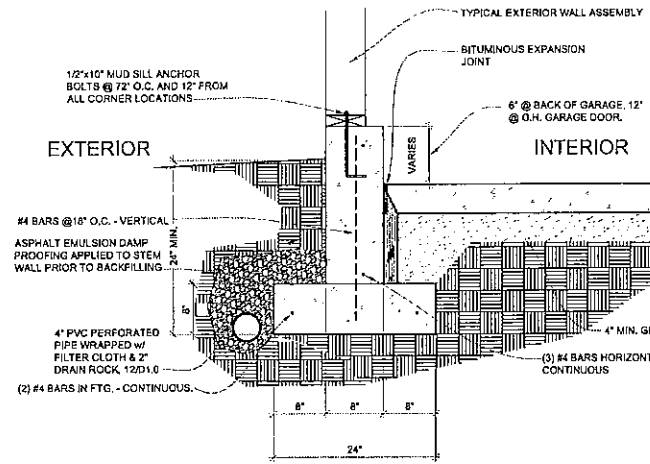 TYPICAL EXTERIOR WALL ASSEMBLY
BITUMINOUS EXPANSION
JOINT
1/2"x10" MUD SILL ANCHOR
BOLTS @ 72" O.C. AND 12" FROM
ALL CORNER LOCATIONS
6" @ BACK OF GARAGE, 12"
@ O.H. GARAGE DOOR.
EXTERIOR
VARIES
INTERIOR
#4 BARS @18" O.C. - VERTICAL
24" MIN.
ASPHALT EMULSION DAMP
PROOFING APPLIED TO STEM
WALL PRIOR TO BACKFILLING
8"
4" PVC PERFORATED
PIPE WRAPPED w/
FILTER CLOTH & 2"
DRAIN ROCK, 12/D1.0
(2) #4 BARS IN FTG. - CONTINUOUS.
4" MIN. GR
(3) #4 BARS HORIZONT
CONTINUOUS
8" 8" 8"
24"